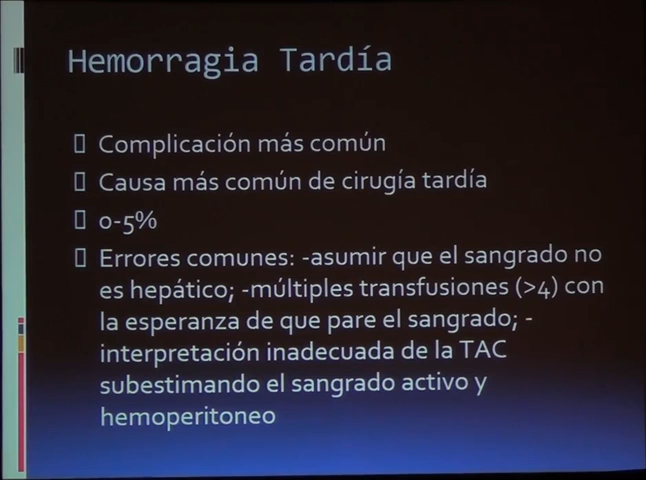 Hemorragia Tardía
Complicación más común
Causa más común de cirugía tardía
0-5%
Errores comunes: -asumir que el sangrado no
es hepático; -múltiples transfusiones (>4) con
la esperanza de que pare el sangrado; -
interpretación inadecuada de la TAC
subestimando el sangrado activo y
hemoperitoneo